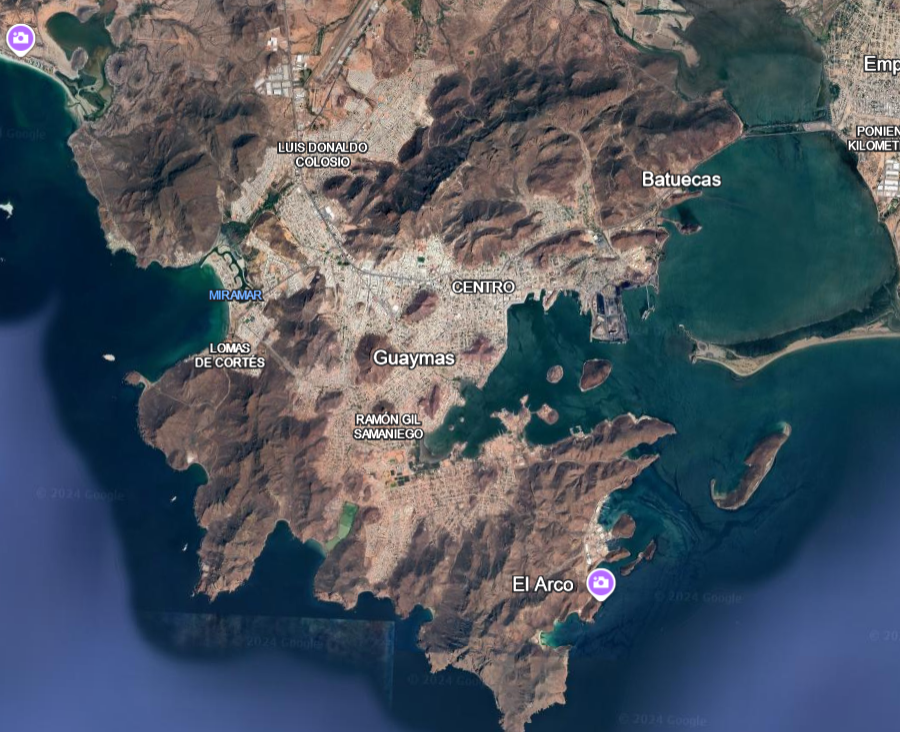 Emp
PONIEN
KILOMET
LUIS DONALDO
COLOSIO
Batuecas
CENTRO
MIRAMAR
LOMAS
DE CORTÉS
Guaymas
RAMÓN GIL
SAMANIEGO
© 2024 Google
El Arco
© 2024 Google
© 2024 Google
© 2024 Google
© 2024 Google